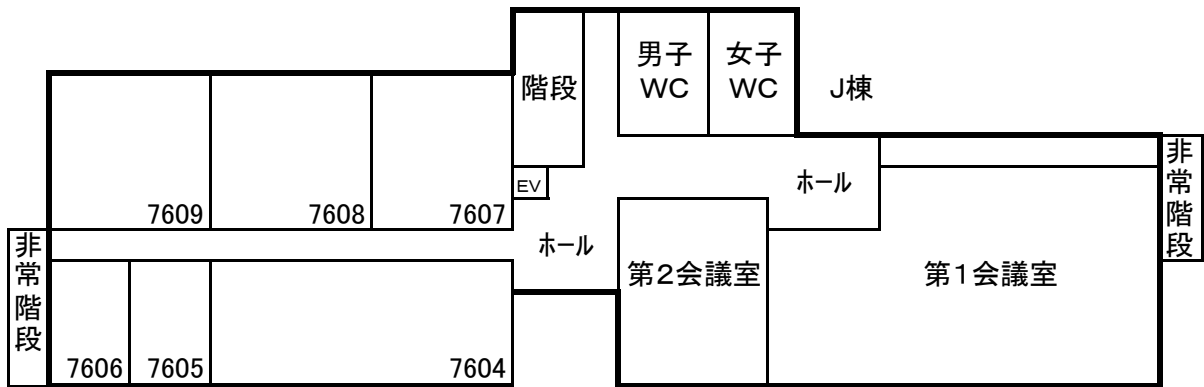 男子
ＷＣ
女子
ＷＣ
階段
Ｊ棟
非常階段
EV
ホール
7609
7608
7607
ホール
非常階段
第２会議室
第１会議室
7606
7605
7604